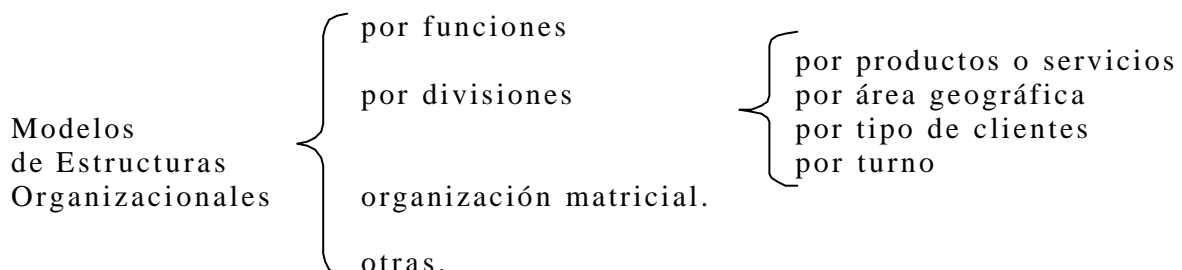 Modelos
de Estructuras
Organizacionales
por funciones
por divisiones
organización matricial.
otras.
por productos o servicios
por área geográfica
por tipo de clientes
por turno